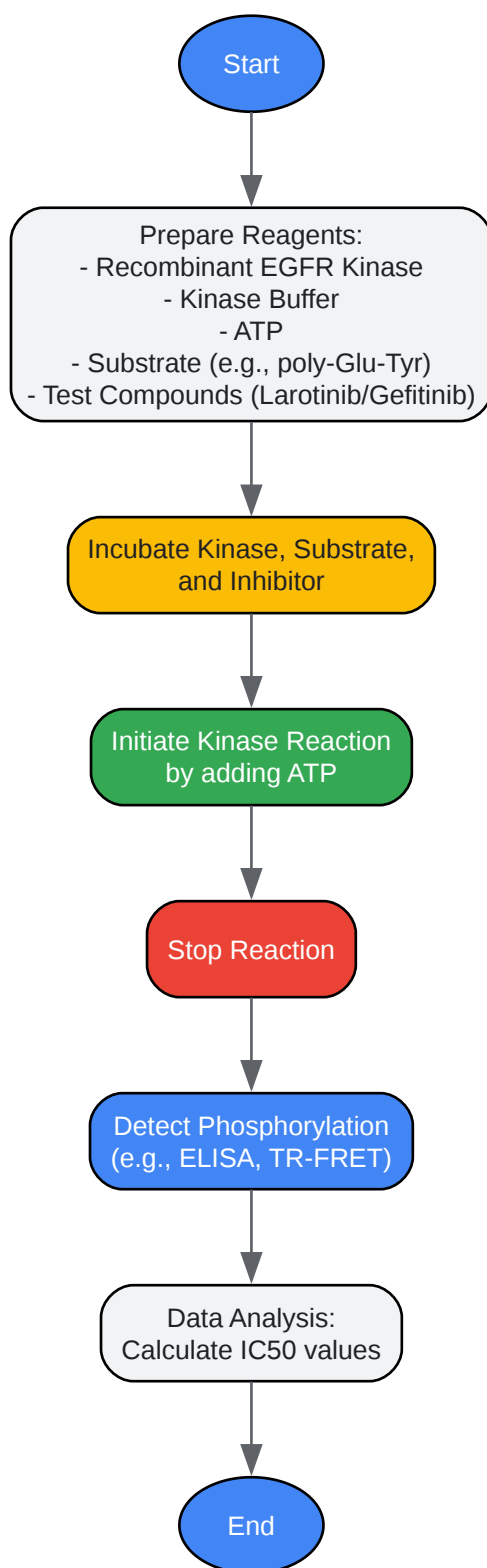 Start
Prepare Reagents:
- Recombinant EGFR Kinase
- Kinase Buffer
- ATP
- Substrate (e.g., poly-Glu-Tyr)
- Test Compounds (Larotinib/Gefitinib)
Incubate Kinase, Substrate,
and Inhibitor
Initiate Kinase Reaction
by adding ATP
Stop Reaction
Detect Phosphorylation
(e.g., ELISA, TR-FRET)
Data Analysis:
Calculate IC50 values
End